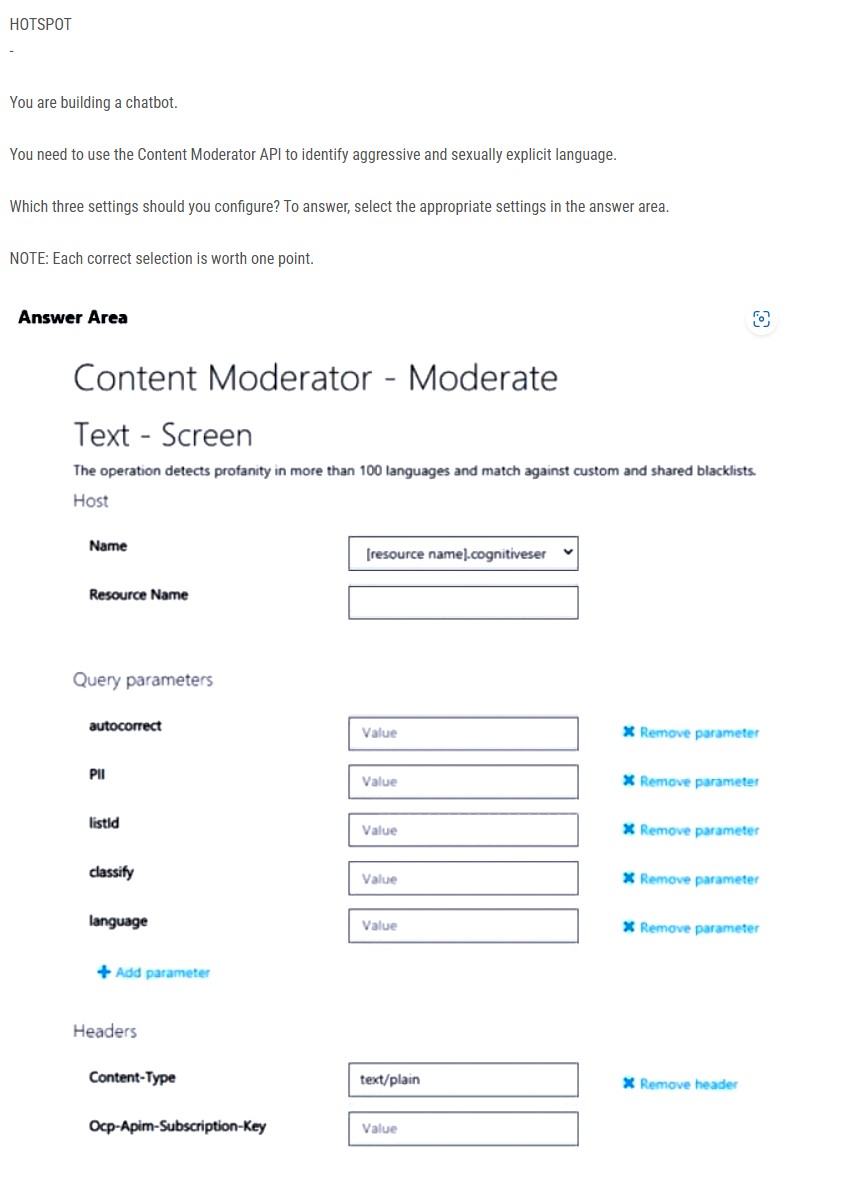 HOTSPOT
-
You are building a chatbot.
You need to use the Content Moderator API to identify aggressive and sexually explicit language.
Which three settings should you configure? To answer, select the appropriate settings in the answer area.
NOTE: Each correct selection is worth one point.
Answer Area
Content Moderator - Moderate
Text - Screen
The operation detects profanity in more than 100 languages and match against custom and shared blacklists.
Host
Name [resource name].cognitiveser
Resource Name
Query parameters
autocorrect Value ✖ Remove parameter
PII Value ✖ Remove parameter
listId Value ✖ Remove parameter
classify Value ✖ Remove parameter
language Value ✖ Remove parameter
+ Add parameter
Headers
Content-Type text/plain ✖ Remove header
Ocp-Apim-Subscription-Key Value